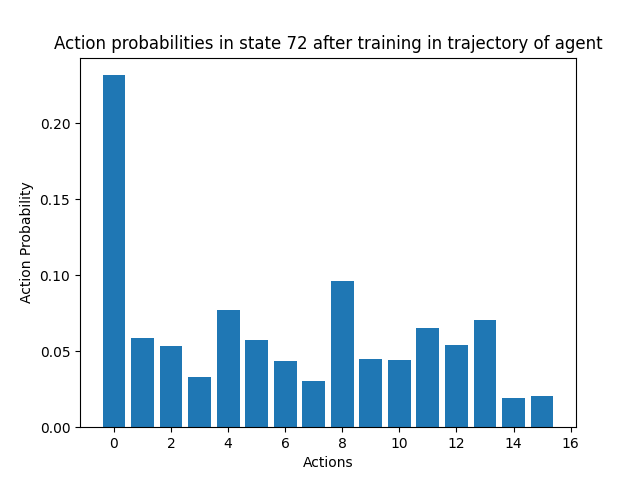 Action probabilities in state 72 after training in trajectory of agent
Action Probability
0.20
0.15
0.10
0.05
0.00
0 2 4 6 8 10 12 14 16
Actions